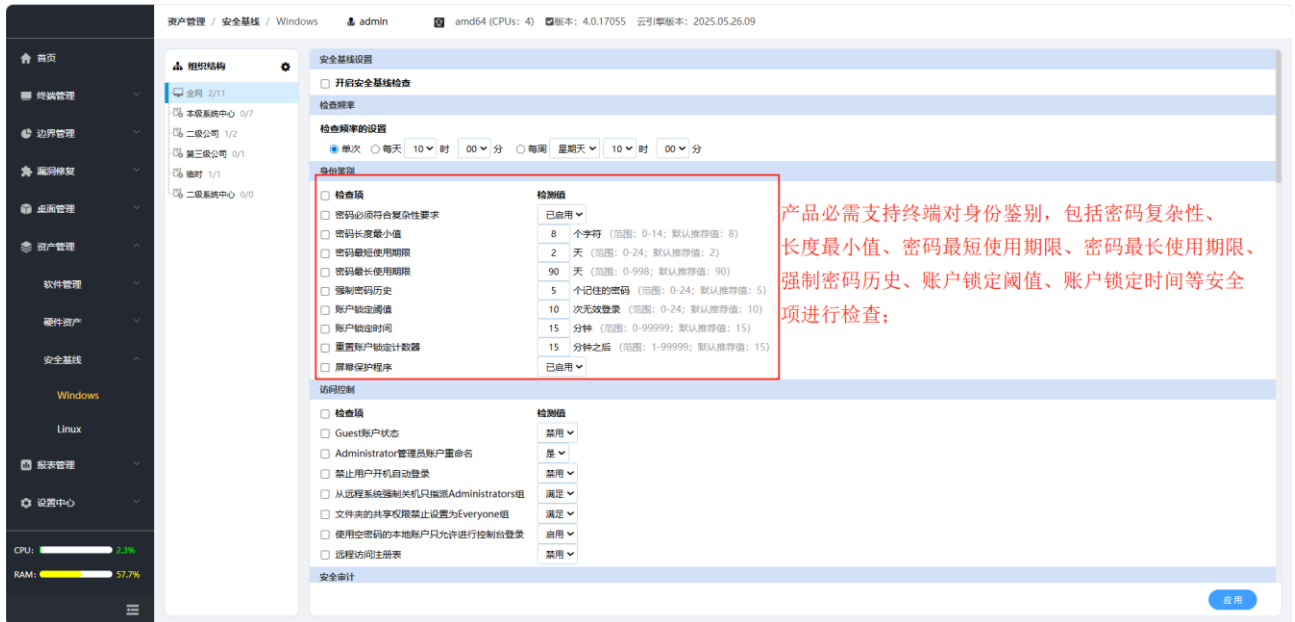 资产管理 / 安全基线 / Windows admin amd64 (CPUs: 4) 版本: 4.0.17055 云引擎版本: 2025.05.26.09
首页
终端管理
边界管理
漏洞修复
桌面管理
资产管理
软件管理
硬件资产
安全基线
Windows
Linux
报表管理
设置中心
CPU: 2.3%
RAM: 57.7%
组织结构
全网 2/11
本级系统中心 0/7
二级公司 1/2
第三级公司 0/1
临时 1/1
二级系统中心 0/0
安全基线设置
开启安全基线检查
检查频率
检查频率的设置
单次 每天 10 时 00 分 每周 星期天 10 时 00 分
身份鉴别
检查项 检测值
密码必须符合复杂性要求 已启用
密码长度最小值 8 个字符 (范围: 0-14; 默认推荐值: 8)
密码最短使用期限 2 天 (范围: 0-24; 默认推荐值: 2)
密码最长使用期限 90 天 (范围: 0-998; 默认推荐值: 90)
强制密码历史 5 个记住的密码 (范围: 0-24; 默认推荐值: 5)
账户锁定阈值 10 次无效登录 (范围: 0-24; 默认推荐值: 10)
账户锁定时间 15 分钟 (范围: 0-99999; 默认推荐值: 15)
重置账户锁定计数器 15 分钟之后 (范围: 1-99999; 默认推荐值: 15)
屏幕保护程序 已启用
产品必需支持终端对身份鉴别，包括密码复杂性、
长度最小值、密码最短使用期限、密码最长使用期限、
强制密码历史、账户锁定阈值、账户锁定时间等安全
项进行检查；
访问控制
检查项 检测值
Guest账户状态 禁用
Administrator管理员账户重命名 是
禁止用户开机自动登录 禁用
从远程系统强制关机只指派Administrators组 满足
文件夹的共享权限禁止设置为Everyone组 满足
使用空密码的本地账户只允许进行控制台登录 启用
远程访问注册表 禁用
安全审计
应用